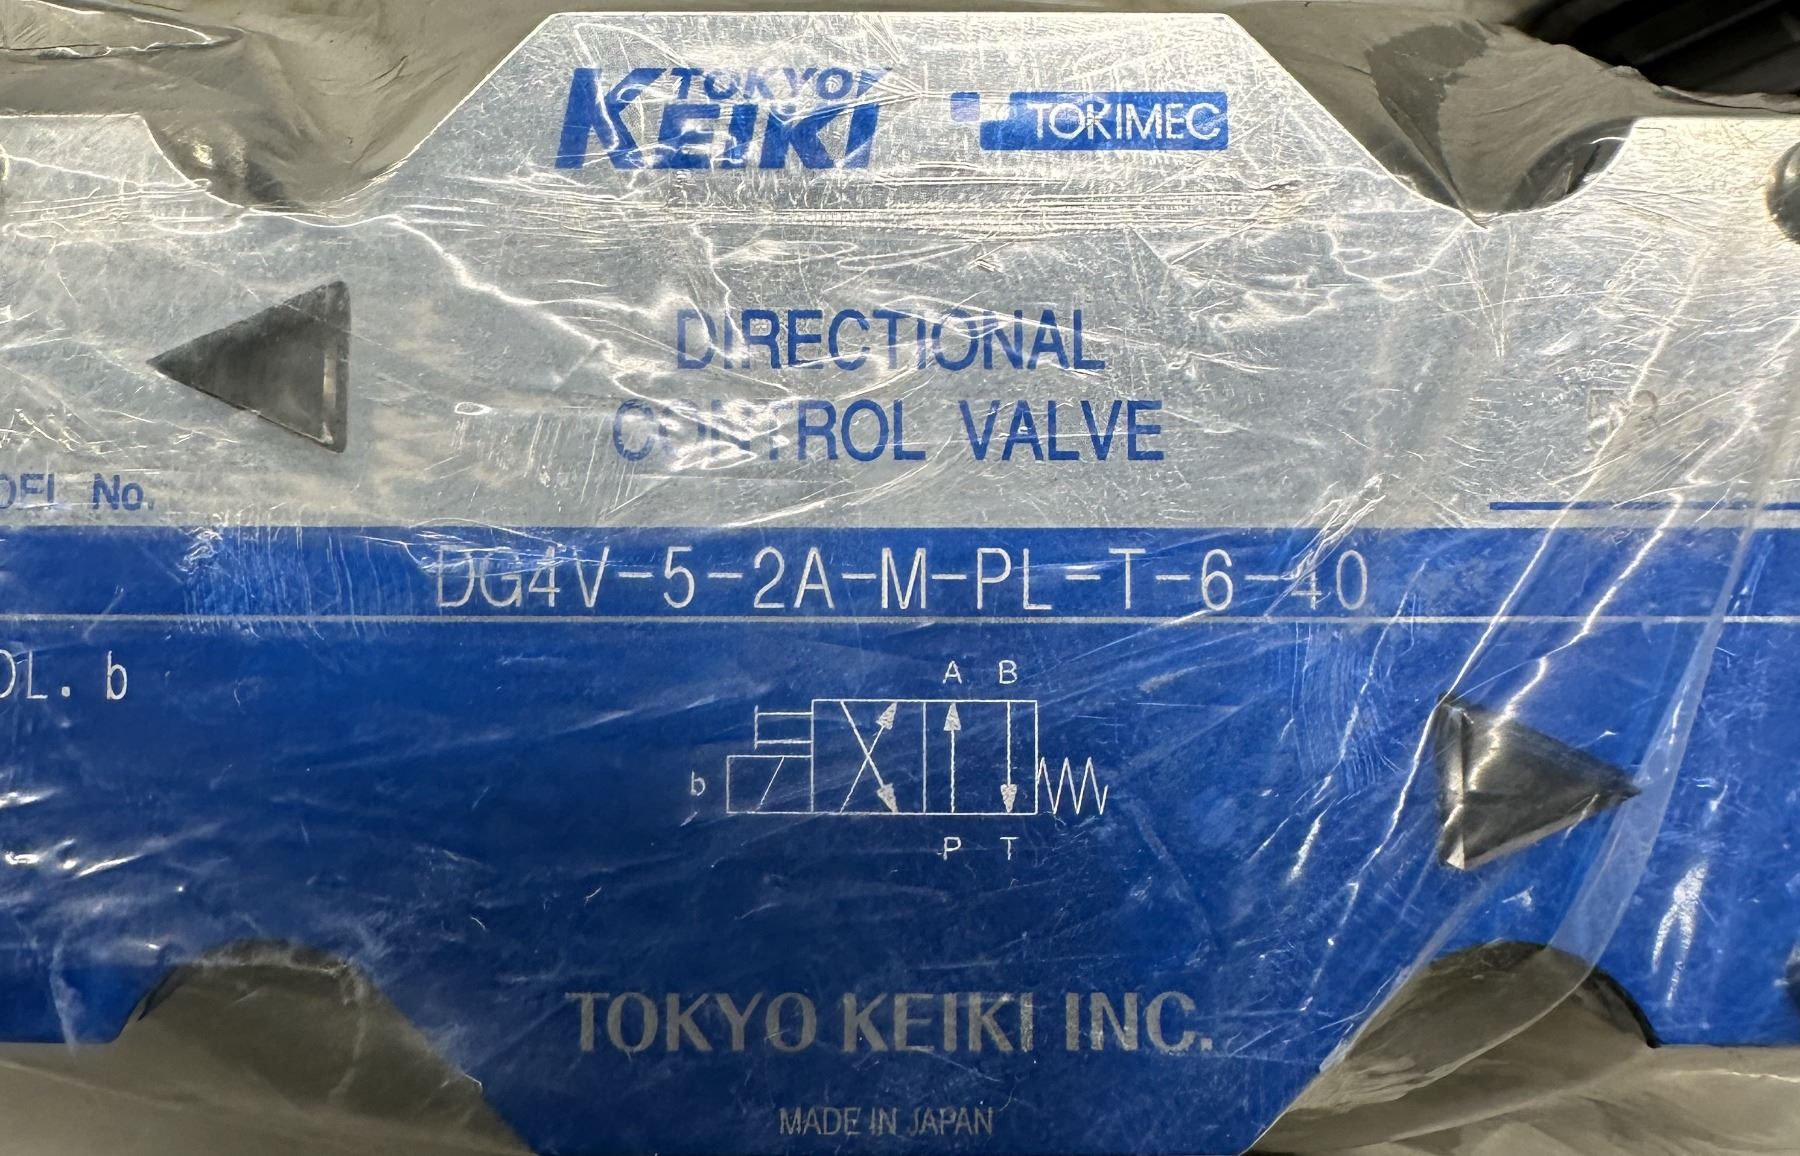 TOKYO
KEIKI
TOKIMEC
DIRECTIONAL
CONTROL VALVE
No.
DG4V-5-2A-M-PL-T-6-40
b
A B
b
P T
TOKYO KEIKI INC.
MADE IN JAPAN